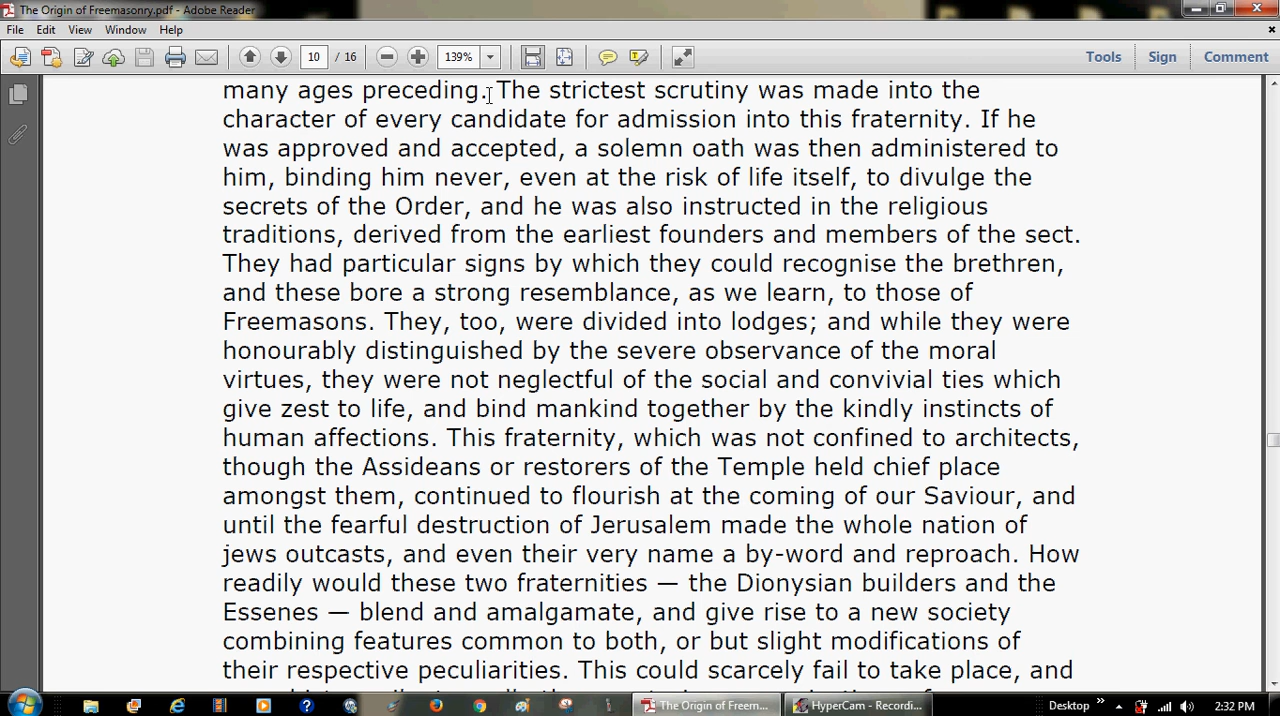 The Origin of Freemasonry.pdf - Adobe Reader
File Edit View Window Help
10 / 16 139% Tools Sign Comment
many ages preceding. The strictest scrutiny was made into the
character of every candidate for admission into this fraternity. If he
was approved and accepted, a solemn oath was then administered to
him, binding him never, even at the risk of life itself, to divulge the
secrets of the Order, and he was also instructed in the religious
traditions, derived from the earliest founders and members of the sect.
They had particular signs by which they could recognise the brethren,
and these bore a strong resemblance, as we learn, to those of
Freemasons. They, too, were divided into lodges; and while they were
honourably distinguished by the severe observance of the moral
virtues, they were not neglectful of the social and convivial ties which
give zest to life, and bind mankind together by the kindly instincts of
human affections. This fraternity, which was not confined to architects,
though the Assideans or restorers of the Temple held chief place
amongst them, continued to flourish at the coming of our Saviour, and
until the fearful destruction of Jerusalem made the whole nation of
jews outcasts, and even their very name a by-word and reproach. How
readily would these two fraternities — the Dionysian builders and the
Essenes — blend and amalgamate, and give rise to a new society
combining features common to both, or but slight modifications of
their respective peculiarities. This could scarcely fail to take place, and
The Origin of Freem... HyperCam - Recordi... Desktop 2:32 PM